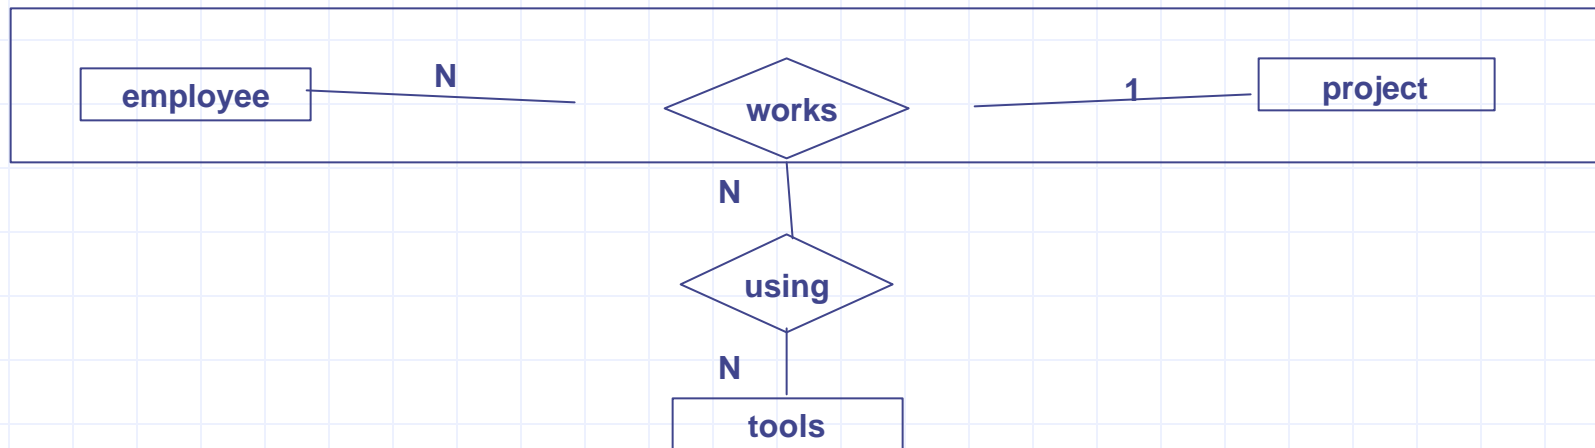 N
employee
works
1
project
N
using
N
tools